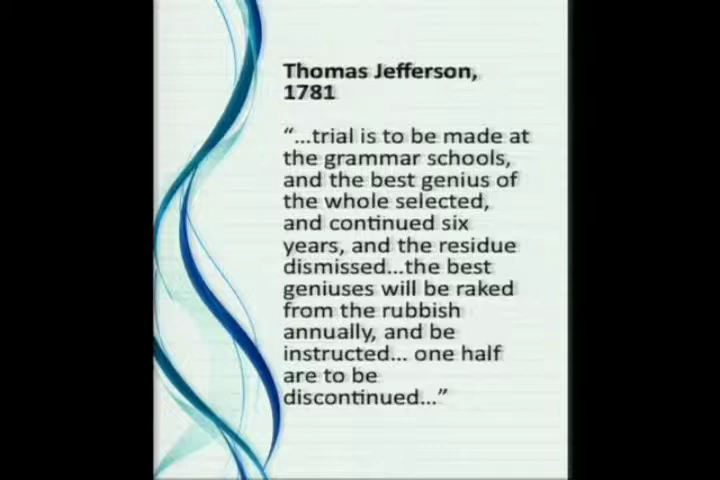 Thomas Jefferson,
1781
“...trial is to be made at
the grammar schools,
and the best genius of
the whole selected,
and continued six
years, and the residue
dismissed...the best
geniuses will be raked
from the rubbish
annually, and be
instructed... one half
are to be
discontinued...”